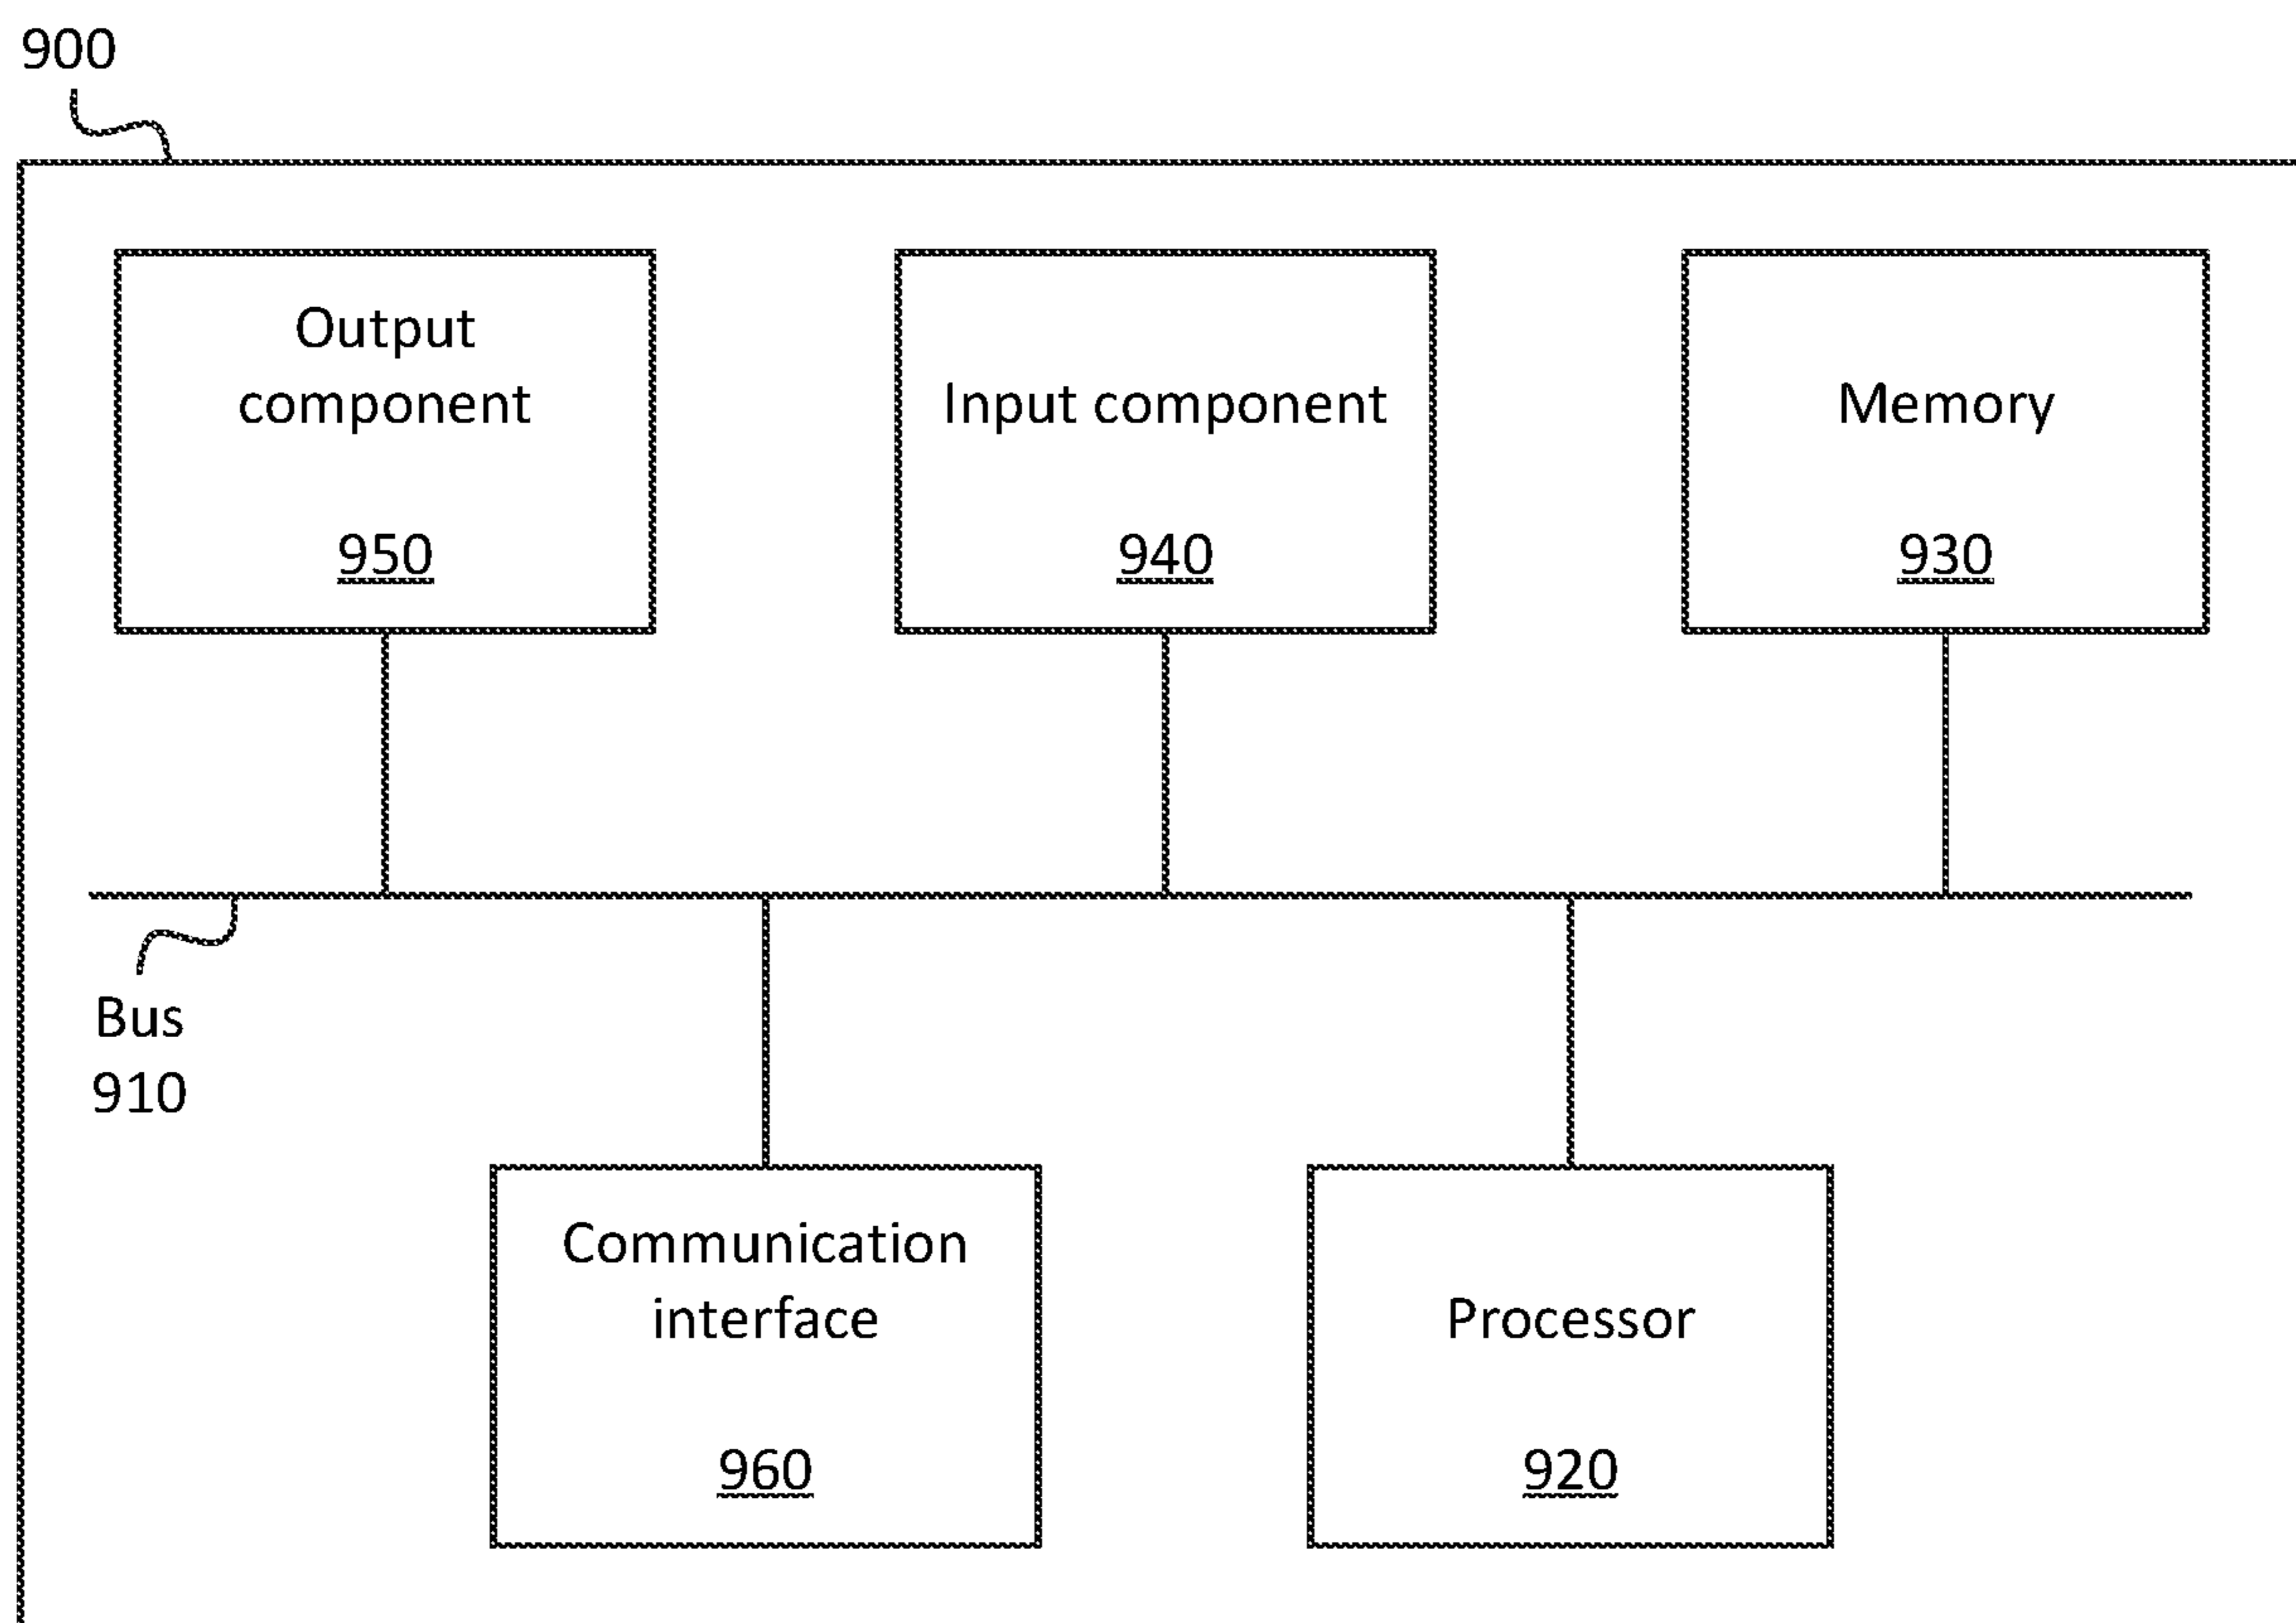 900
Output
component
950
Input component
940
Memory
930
Bus
910
Communication
interface
960
Processor
920